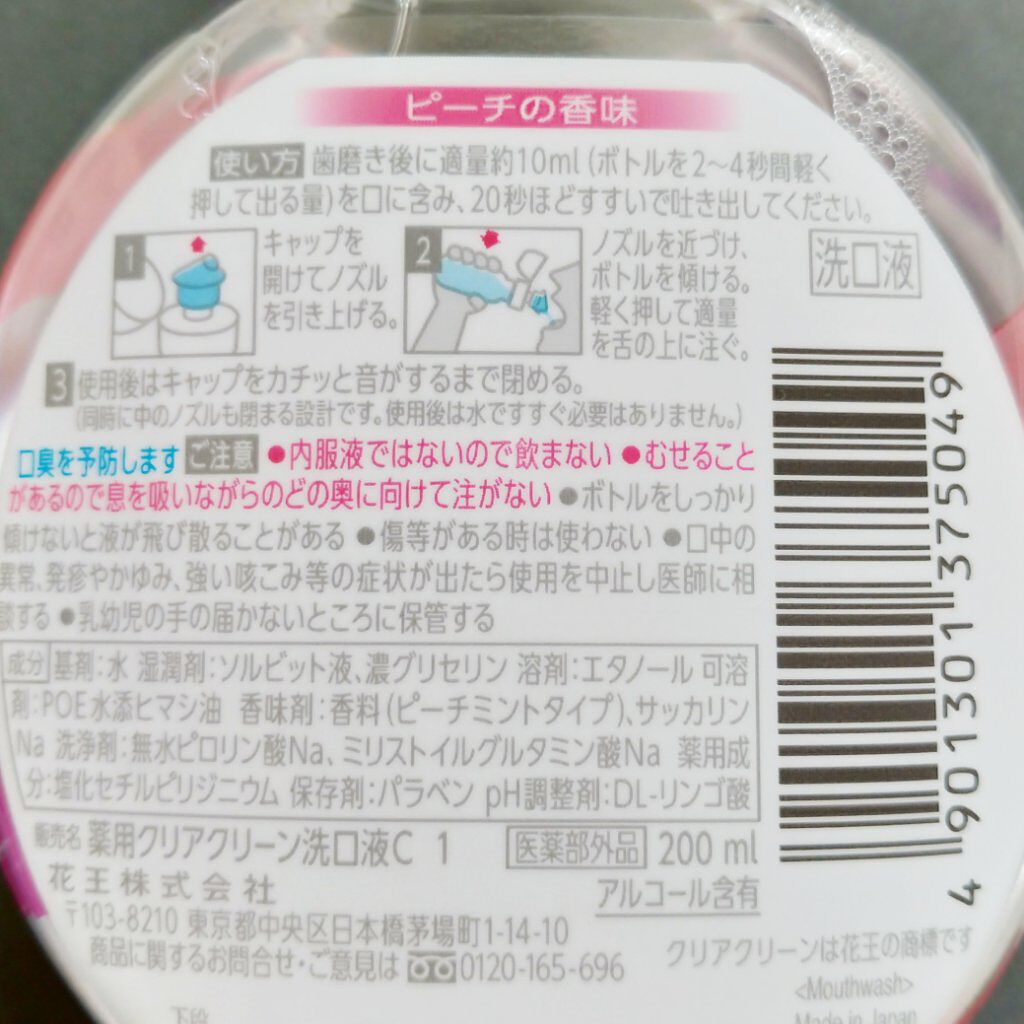 ピーチの香味
使い方 歯磨き後に適量約10ml(ボトルを2〜4秒間軽く
押して出る量)を口に含み、20秒ほどすすいで吐き出してください。
1 キャップを
開けてノズル
を引き上げる。
2 ノズルを近づけ、
ボトルを傾ける。
軽く押して適量
を舌の上に注ぐ。
洗口液
3 使用後はキャップをカチッと音がするまで閉める。
(同時に中のノズルも閉まる設計です。使用後は水ですすぐ必要はありません。)
口臭を予防します ご注意 ●内服液ではないので飲まない ●むせること
があるので息を吸いながらのどの奥に向けて注がない ●ボトルをしっかり
傾けないと液が飛び散ることがある ●傷等がある時は使わない ●口中の
異常、発疹やかゆみ、強い咳こみ等の症状が出たら使用を中止し医師に相
談する ●乳幼児の手の届かないところに保管する
成分 基剤:水 湿潤剤:ソルビット液、濃グリセリン 溶剤:エタノール 可溶
剤:POE水添ヒマシ油 香味剤:香料(ピーチミントタイプ)、サッカリン
Na 洗浄剤:無水ピロリン酸Na、ミリストイルグルタミン酸Na 薬用成
分:塩化セチルピリジニウム 保存剤:パラベン pH調整剤:DL-リンゴ酸
販売名 薬用クリアクリーン洗口液C 1 医薬部外品 200 ml
花王株式会社 アルコール含有
〒103-8210 東京都中央区日本橋茅場町1-14-10
商品に関するお問合せ・ご意見は 0120-165-696
クリアクリーンは花王の商標です
<Mouthwash>
Made in Japan
下段
4 901301 375049